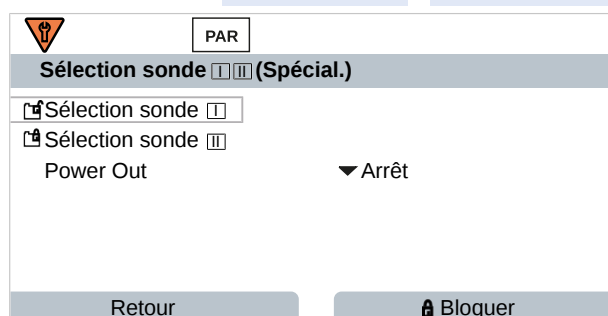 PAR
Sélection sonde I II (Spécial.)
Sélection sonde I
Sélection sonde II
Power Out Arrêt
Retour Bloquer